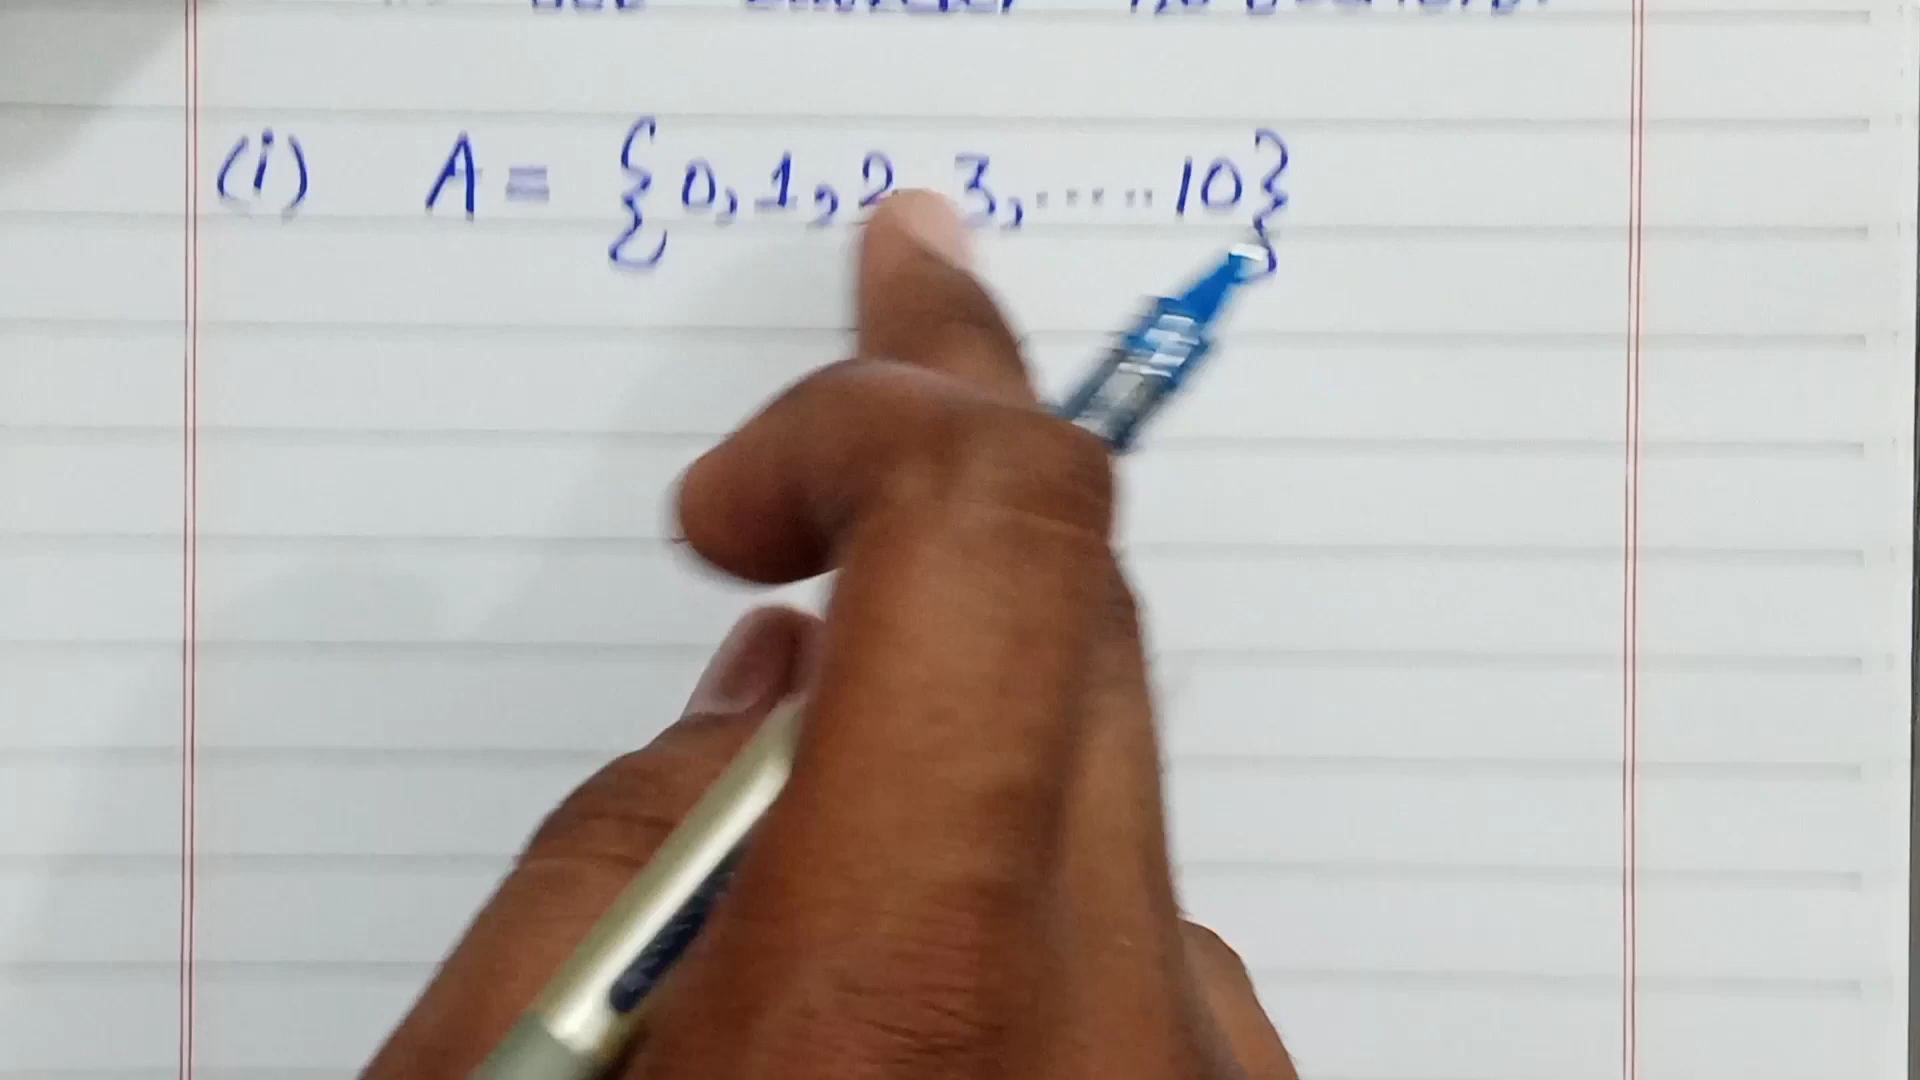 (i) A = {0, 1, 2, 3, ..... 10}